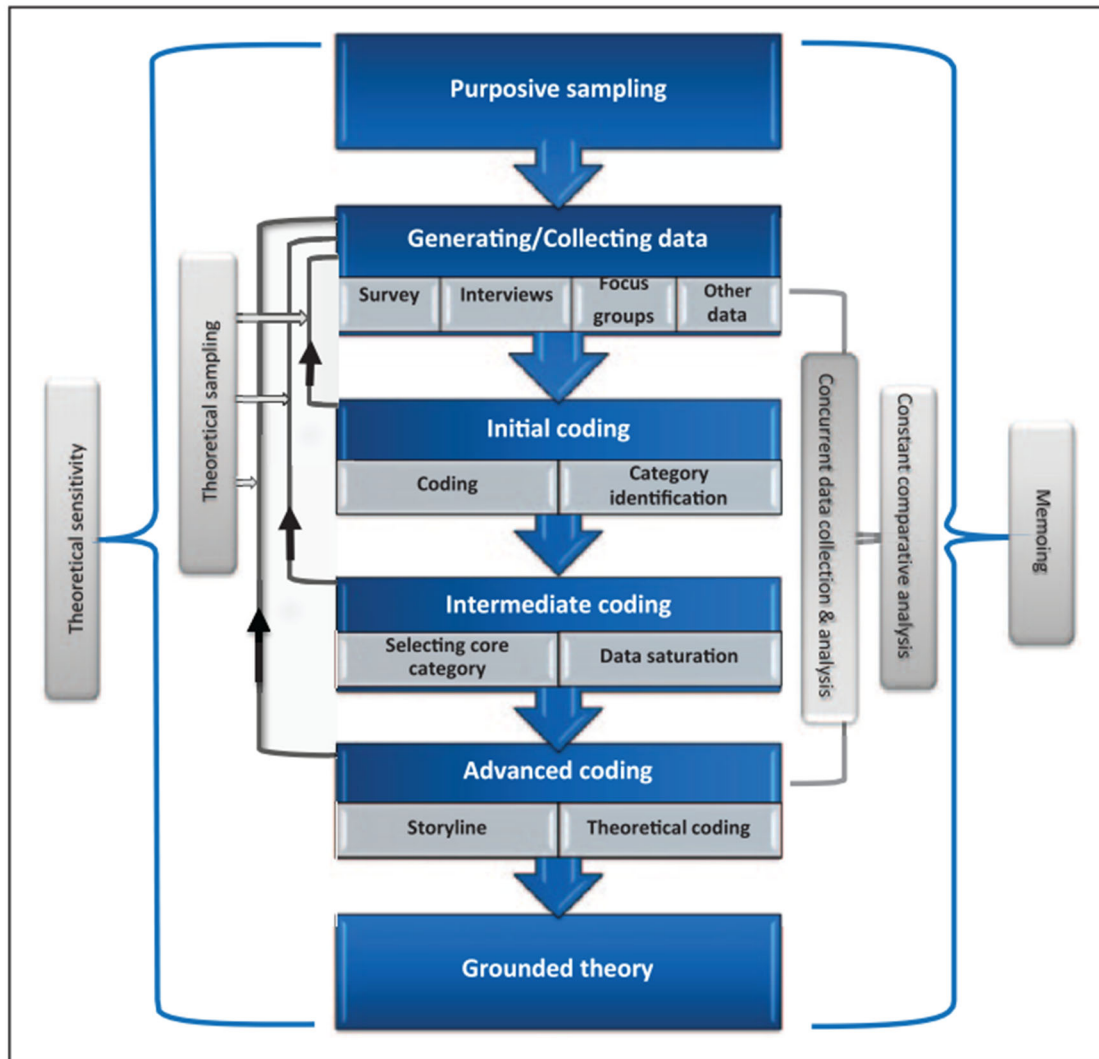 Purposive sampling
Generating/Collecting data
Survey
Interviews
Focus
groups
Other
data
Initial coding
Coding
Category
identification
Intermediate coding
Selecting core
category
Data saturation
Advanced coding
Storyline
Theoretical coding
Grounded theory
Theoretical sensitivity
Theoretical sampling
Concurrent data collection & analysis
Constant comparative analysis
Memoing